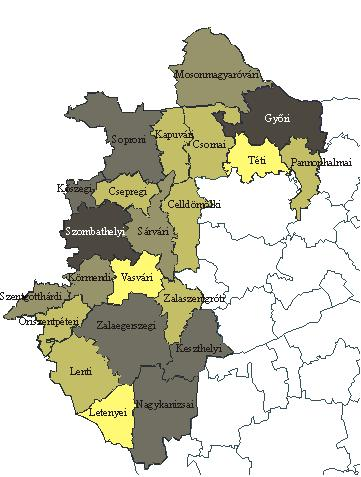 Mosonmagyaróvári
Győri
Soproni
Kapuvári
Csornai
Téti
Pannonhalmai
Kőszegi
Csepregi
Celldömölki
Szombathelyi
Sárvári
Körmendi
Vasvári
Szentgotthárdi
Zalaszentgróti
Őriszentpéteri
Zalaegerszegi
Keszthelyi
Lenti
Letenyei
Nagykanizsai